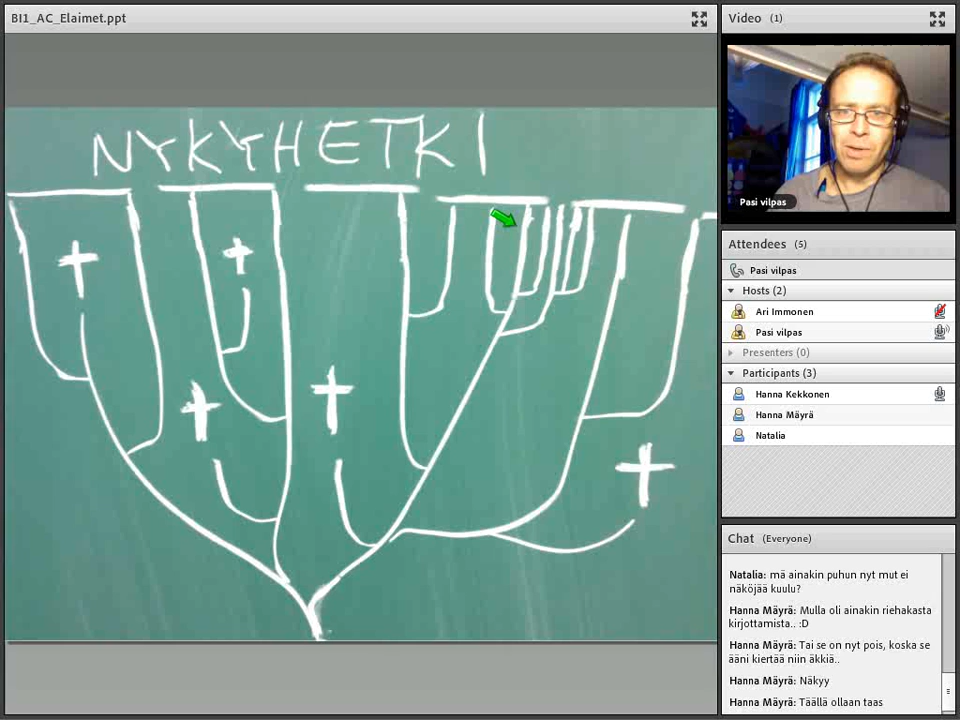 BI1_AC_Elaimet.ppt
NYKYHETKI
Video (1)
Pasi vilpas
Attendees (5)
Pasi vilpas
Hosts (2)
Ari Immonen
Pasi vilpas
Presenters (0)
Participants (3)
Hanna Kekkonen
Hanna Mäyrä
Natalia
Chat (Everyone)
Natalia: mä ainakin puhun nyt mut ei
näköjää kuulu?
Hanna Mäyrä: Mulla oli ainakin riehakasta
kirjottamista.. :D
Hanna Mäyrä: Tai se on nyt pois, koska se
ääni kiertää niin äkkiä..
Hanna Mäyrä: Näkyy
Hanna Mäyrä: Täällä ollaan taas